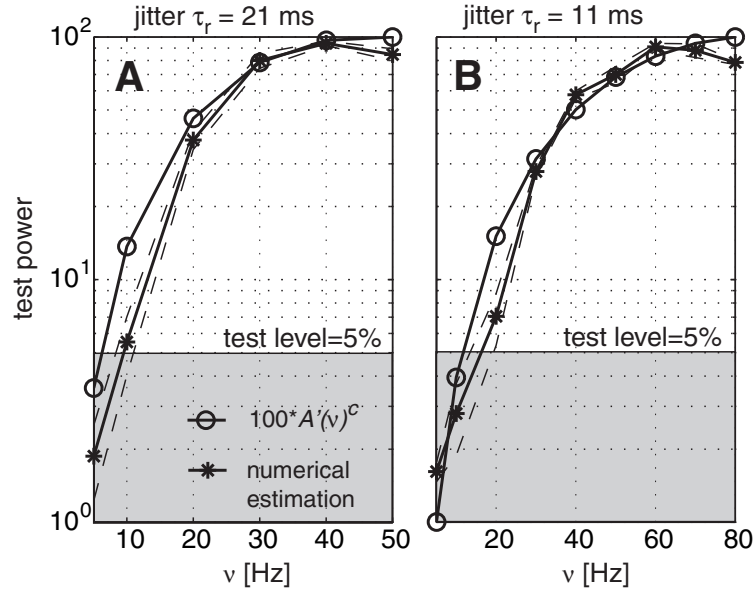 jitter τr = 21 ms
jitter τr = 11 ms
A
B
test power
10²
10¹
10⁰
test level=5%
test level=5%
100*A'(ν)ᶜ
numerical
estimation
10 20 30 40 50
20 40 60 80
ν [Hz]
ν [Hz]